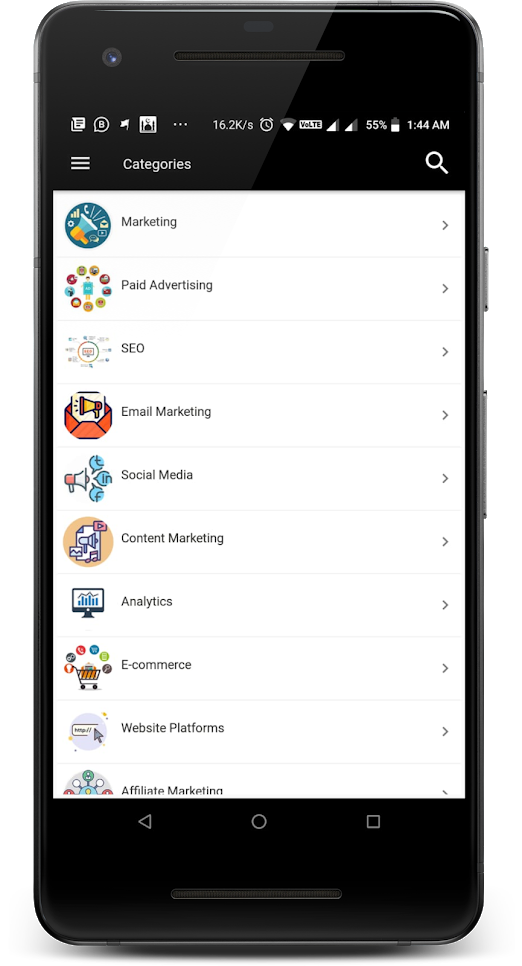 16.2K/s VoLTE 55% 1:44 AM
Categories
Marketing
Paid Advertising
SEO
Email Marketing
Social Media
Content Marketing
Analytics
E-commerce
http://
Website Platforms
Affiliate Marketing